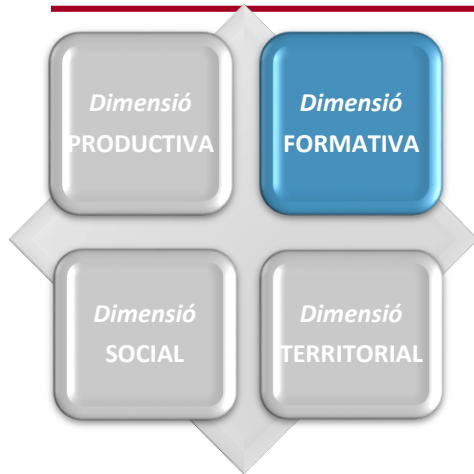 Dimensió
PRODUCTIVA
Dimensió
FORMATIVA
Dimensió
SOCIAL
Dimensió
TERRITORIAL